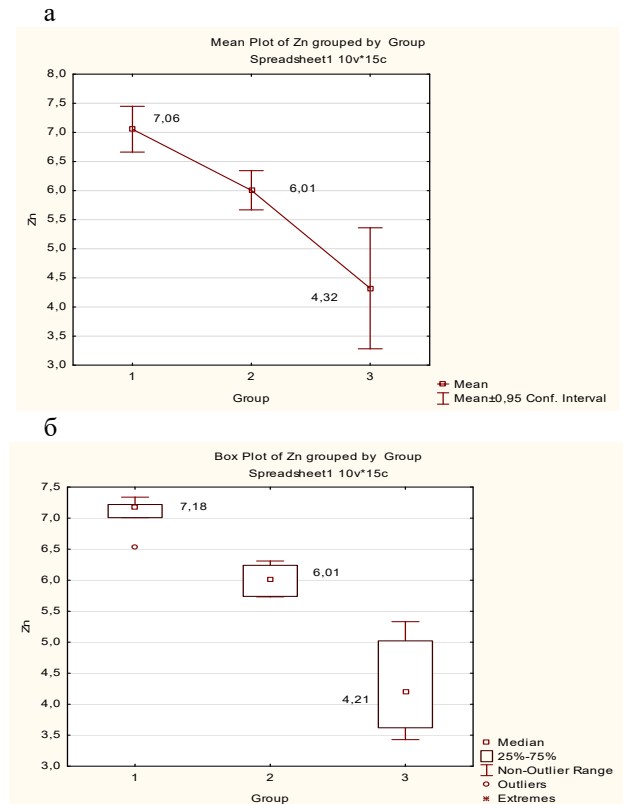 а
Mean Plot of Zn grouped by Group
Spreadsheet1 10v*15c
8,0
7,5
7,0
6,5
6,0
5,5
5,0
4,5
4,0
3,5
3,0
Zn
7,06
6,01
4,32
1 2 3
Group
Mean
Mean±0,95 Conf. Interval
б
Box Plot of Zn grouped by Group
Spreadsheet1 10v*15c
7,5
7,0
6,5
6,0
5,5
5,0
4,5
4,0
3,5
3,0
Zn
7,18
6,01
4,21
1 2 3
Group
Median
25%-75%
Non-Outlier Range
Outliers
Extremes